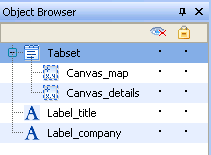 Object Browser
Tabset
Canvas_map
Canvas_details
Label_title
Label_company